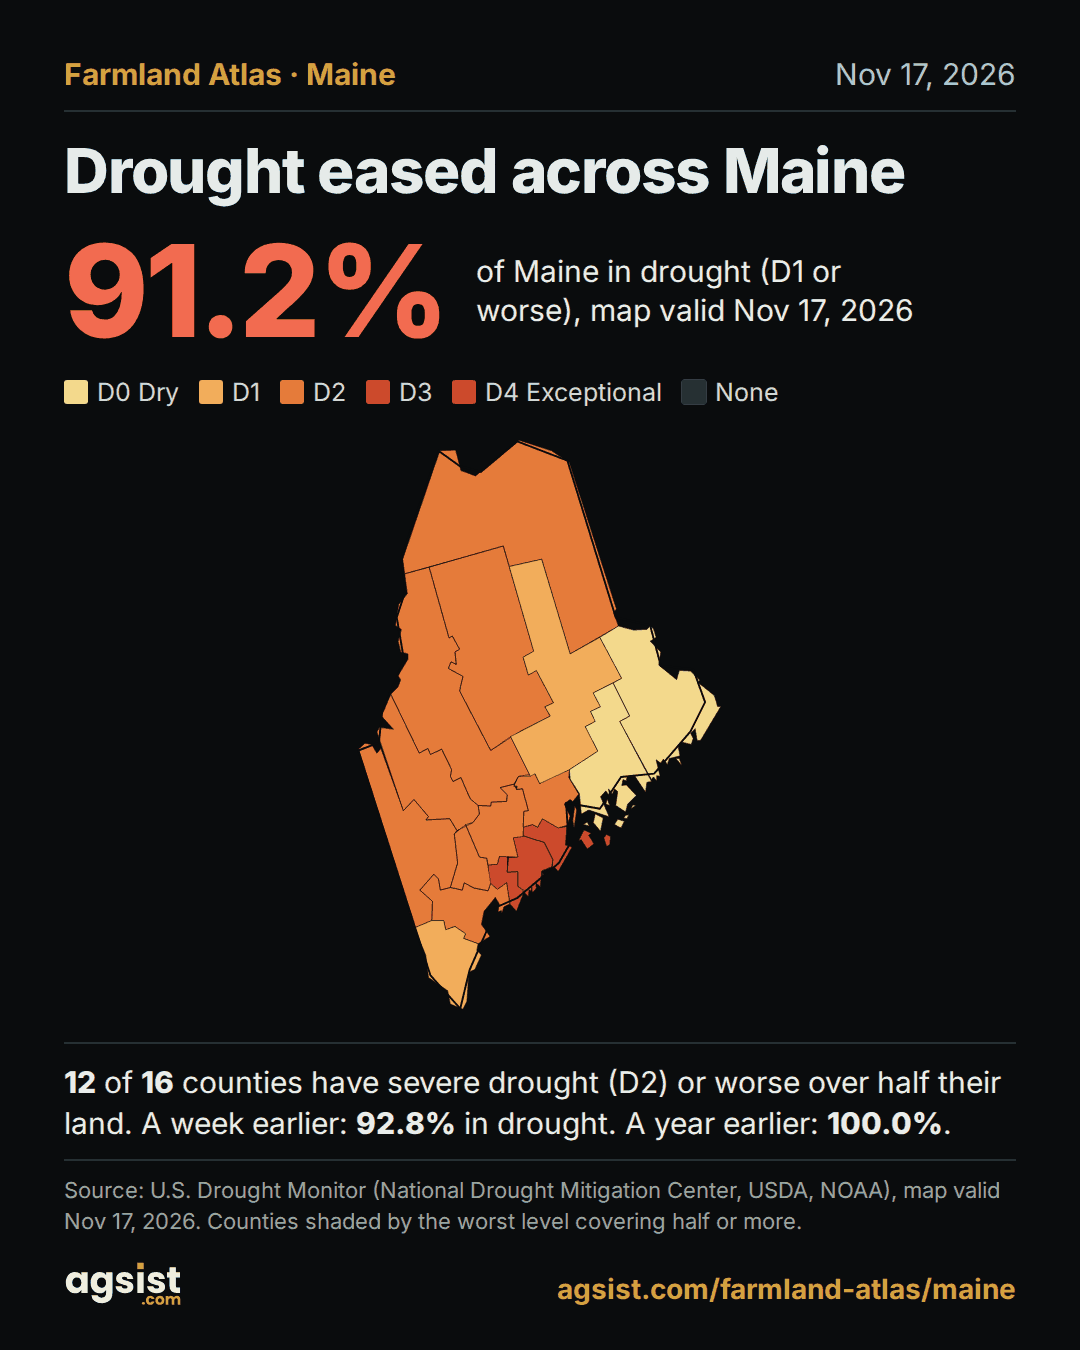 Farmland Atlas · Maine
Nov 17, 2026
Drought eased across Maine
91.2%
of Maine in drought (D1 or
worse), map valid Nov 17, 2026
D0 Dry D1 D2 D3 D4 Exceptional None
12 of 16 counties have severe drought (D2) or worse over half their
land. A week earlier: 92.8% in drought. A year earlier: 100.0%.
Source: U.S. Drought Monitor (National Drought Mitigation Center, USDA, NOAA), map valid
Nov 17, 2026. Counties shaded by the worst level covering half or more.
agsist
.com
agsist.com/farmland-atlas/maine